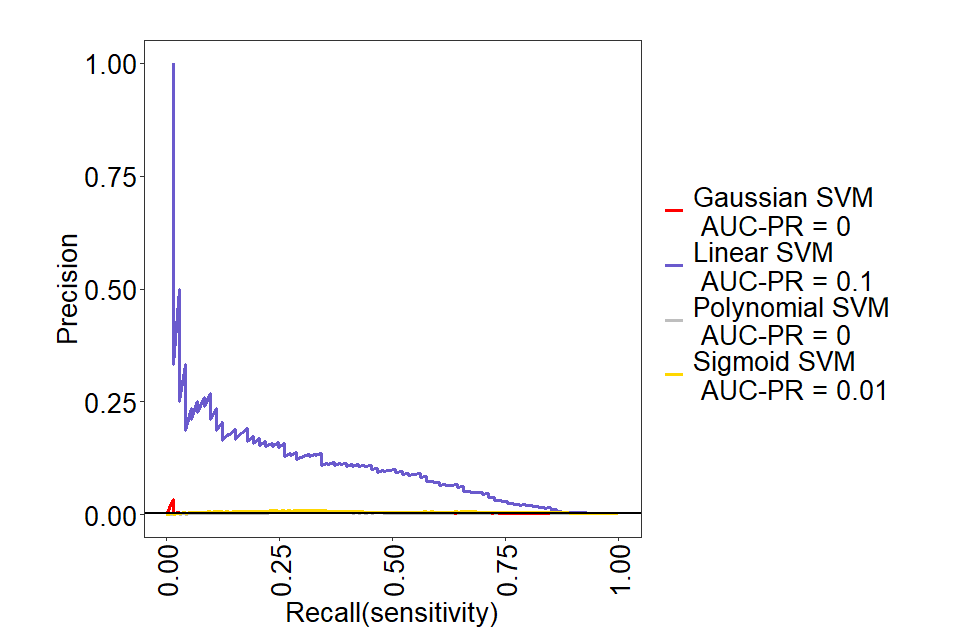 1.00
0.75
0.50
0.25
0.00
Precision
0.00
0.25
0.50
0.75
1.00
Recall(sensitivity)
Gaussian SVM
AUC-PR = 0
Linear SVM
AUC-PR = 0.1
Polynomial SVM
AUC-PR = 0
Sigmoid SVM
AUC-PR = 0.01